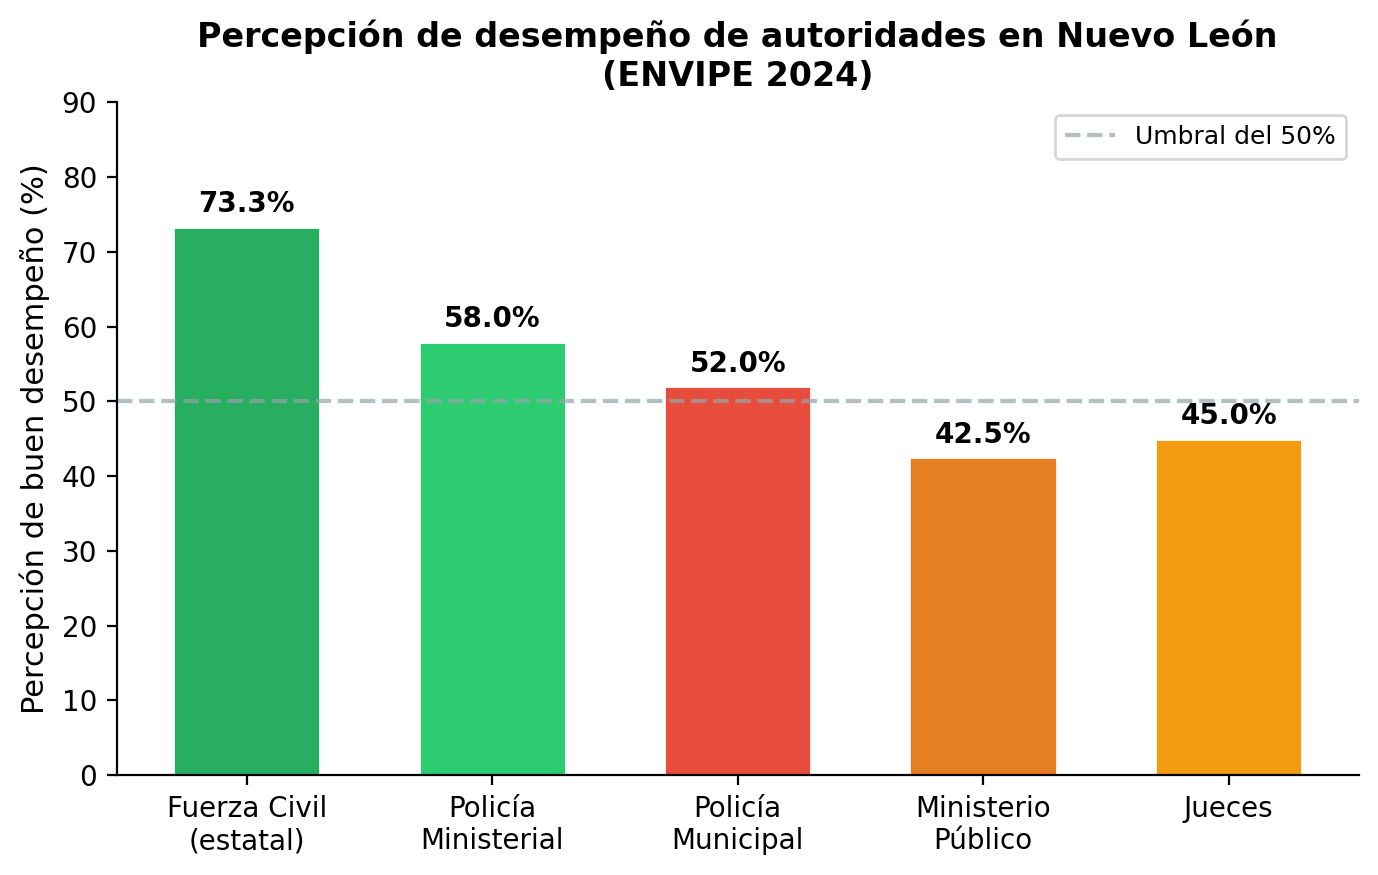 Percepción de desempeño de autoridades en Nuevo León
(ENVIPE 2024)
Umbral del 50%
Percepción de buen desempeño (%)
90
80
70
60
50
40
30
20
10
0
73.3%
58.0%
52.0%
42.5%
45.0%
Fuerza Civil
(estatal)
Policía
Ministerial
Policía
Municipal
Ministerio
Público
Jueces